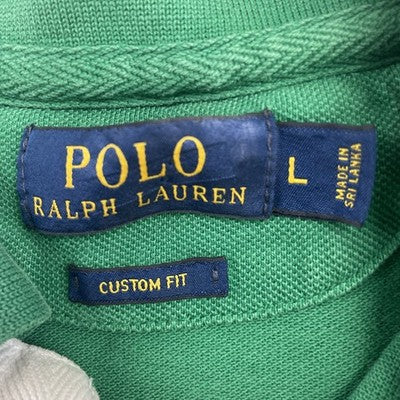 POLO
RALPH LAUREN
L
MADE IN
SRI LANKA
CUSTOM FIT